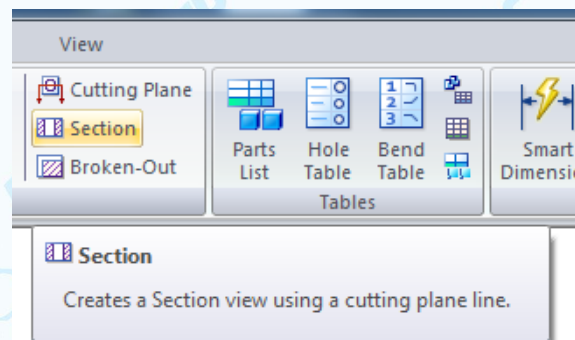 View
Cutting Plane
Section
Broken-Out
Parts
List
Hole
Table
Bend
Table
Smart
Dimensi
Tables
Section
Creates a Section view using a cutting plane line.